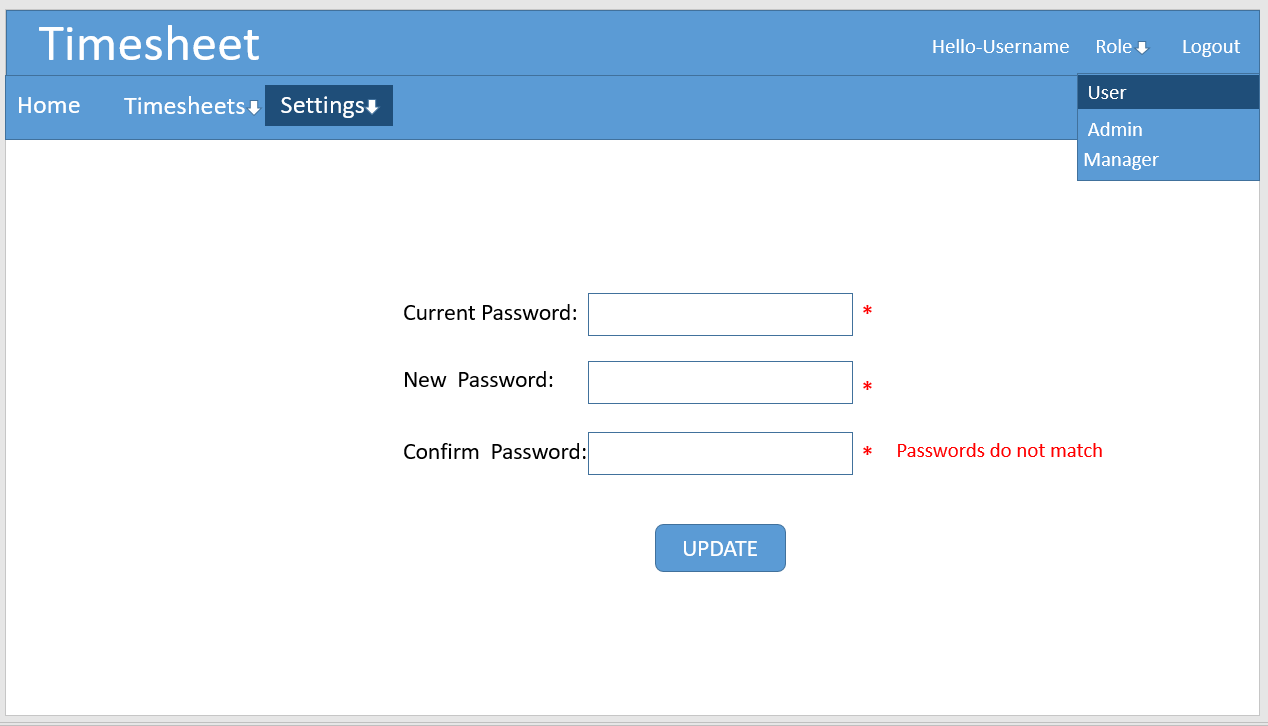 Timesheet
Hello-Username Role Logout
Home Timesheets Settings
User
Admin
Manager
Current Password: *
New Password: *
Confirm Password: * Passwords do not match
UPDATE